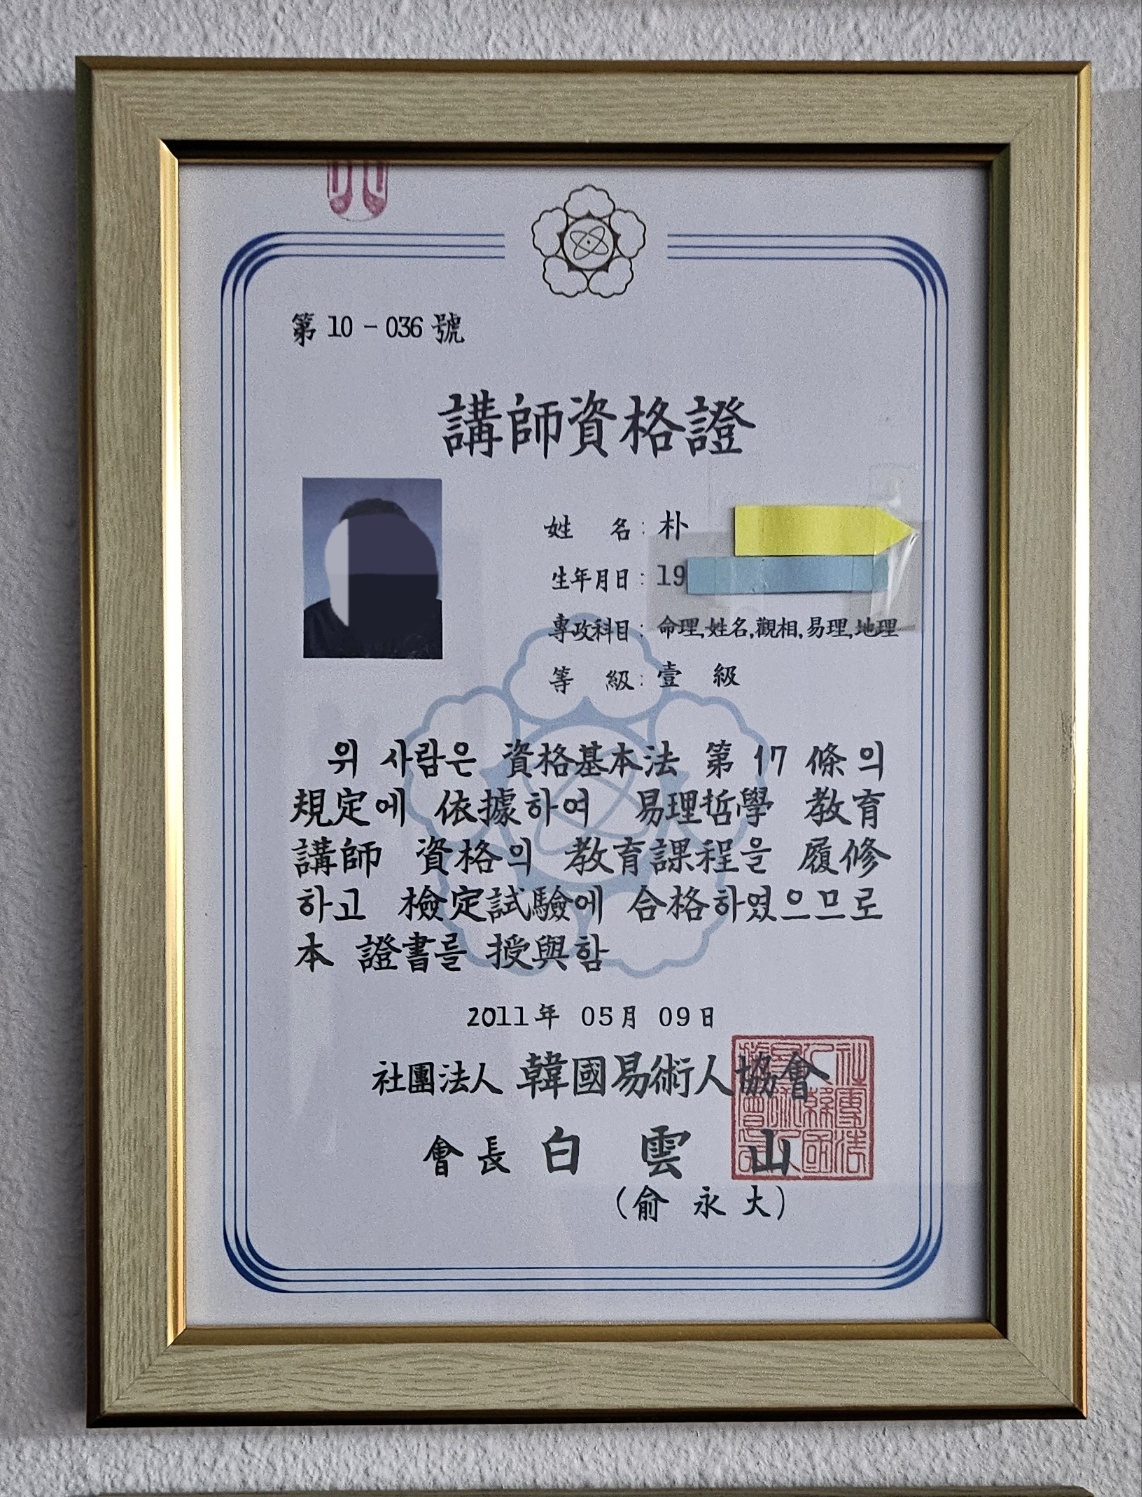 第 10 - 036 號
講師資格證
姓 名: 朴
生年月日: 19
專攻科目: 命理,姓名,觀相,易理,地理
等 級: 壹 級
위 사람은 資格基本法 第 17 條의
規定에 依據하여 易理哲學 敎育
講師 資格의 敎育課程을 履修
하고 檢定試驗에 合格하였으므로
本 證書를 授與함
2011年 05月 09日
社團法人 韓國易術人協會
會長 白 雲 山
(俞 永 大)